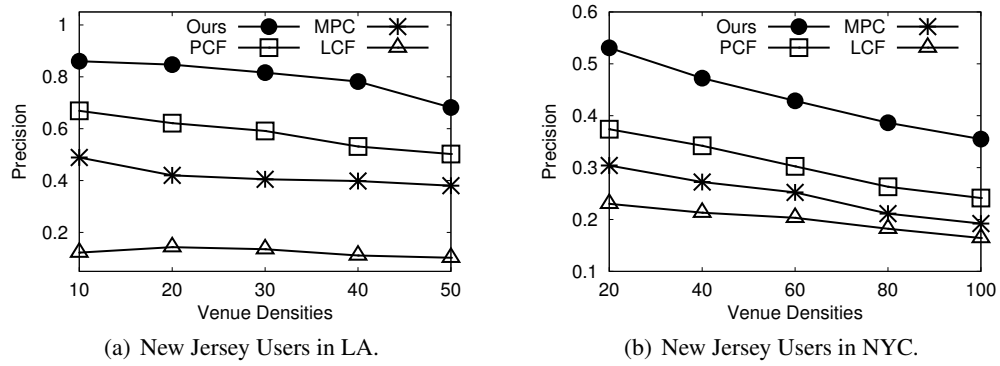 1
0.8
0.6
0.4
0.2
Precision
Ours MPC
PCF LCF
10 20 30 40 50
Venue Densities
(a) New Jersey Users in LA.
0.6
0.5
0.4
0.3
0.2
0.1
Precision
Ours MPC
PCF LCF
20 40 60 80 100
Venue Densities
(b) New Jersey Users in NYC.